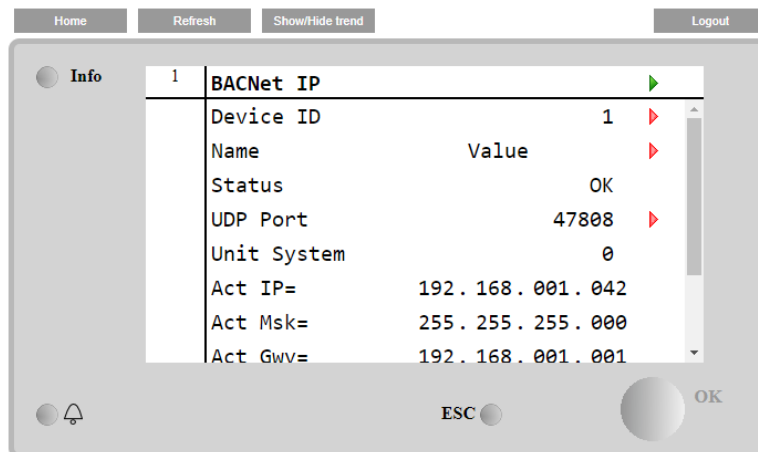 Home Refresh Show/Hide trend Logout
Info 1 BACNet IP
Device ID 1
Name Value
Status OK
UDP Port 47808
Unit System 0
Act IP= 192.168.001.042
Act Msk= 255.255.255.000
Act Gwy= 192.168.001.001
ESC OK